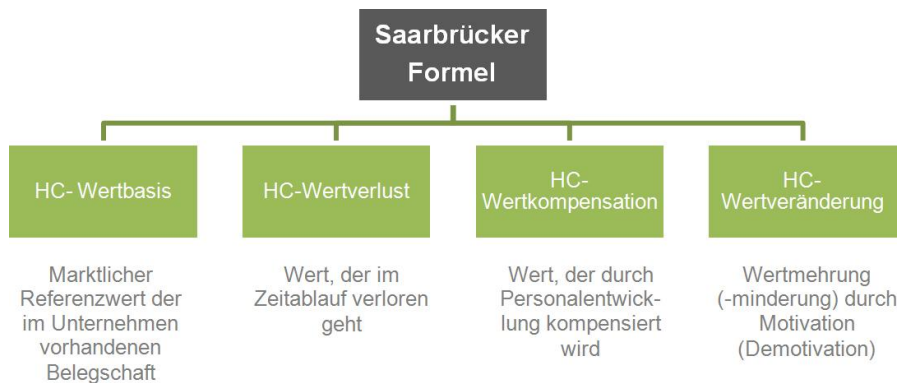 Saarbrücker
Formel
HC- Wertbasis
HC-Wertverlust
HC-
Wertkompensation
HC-
Wertveränderung
Marktlicher
Referenzwert der
im Unternehmen
vorhandenen
Belegschaft
Wert, der im
Zeitablauf verloren
geht
Wert, der durch
Personalentwick-
lung kompensiert
wird
Wertmehrung
(-minderung) durch
Motivation
(Demotivation)